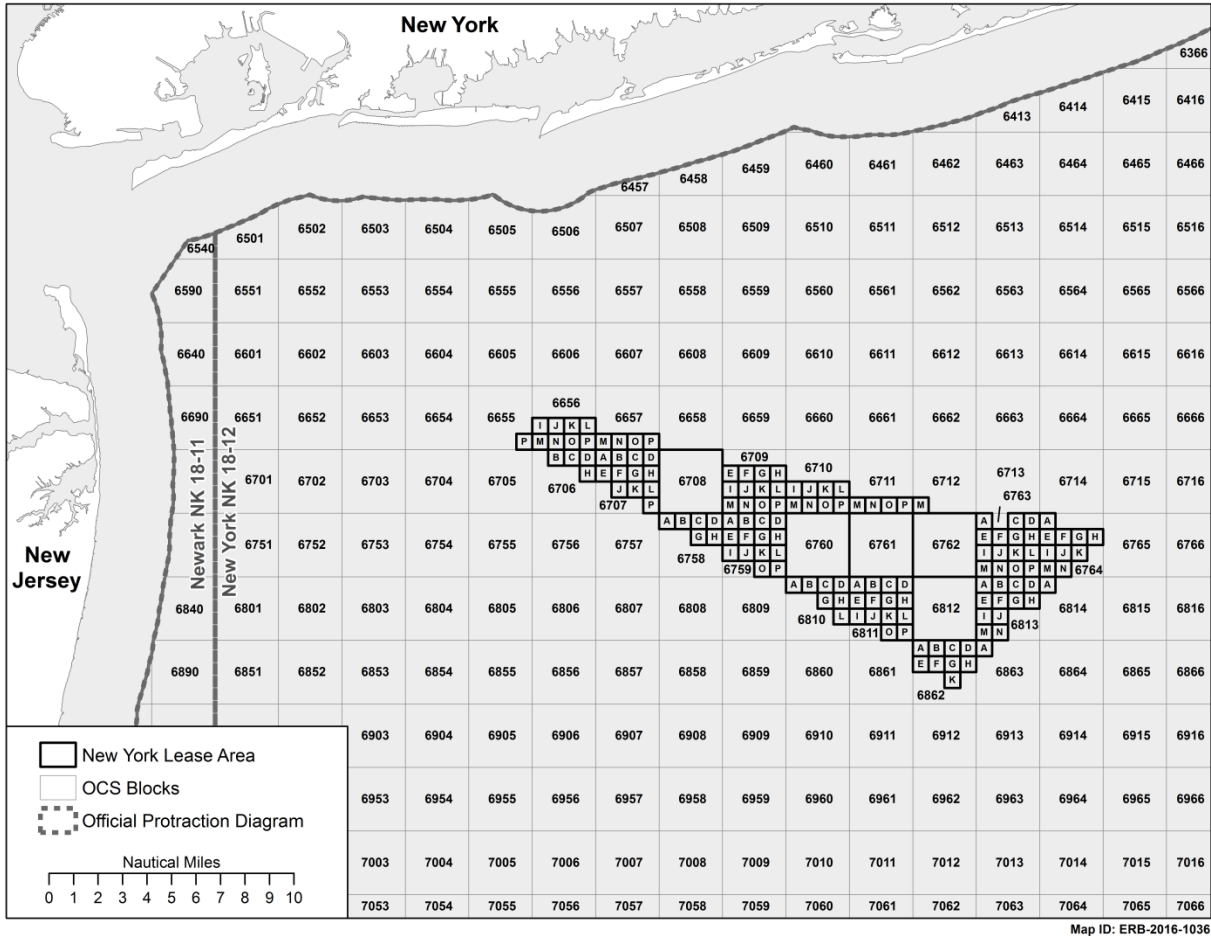 New York
6366
6413 6414 6415 6416
6457 6458 6459 6460 6461 6462 6463 6464 6465 6466
6540 6501 6502 6503 6504 6505 6506 6507 6508 6509 6510 6511 6512 6513 6514 6515 6516
6590 6551 6552 6553 6554 6555 6556 6557 6558 6559 6560 6561 6562 6563 6564 6565 6566
6640 6601 6602 6603 6604 6605 6606 6607 6608 6609 6610 6611 6612 6613 6614 6615 6616
6656
6690 6651 6652 6653 6654 6655 6657 6658 6659 6660 6661 6662 6663 6664 6665 6666
I J K L
P M N O P M N O P
B C D A B C D 6709
H E F G H E F G H 6710 6713
6701 6702 6703 6704 6705 6708 6711 6712 6714 6715 6716
6706 J K L I J K L I J K L 6763
6707 P M N O P M N O P M N O P M
A B C D A B C D A C D A
G H E F G H E F G H E F G H
6751 6752 6753 6754 6755 6756 6757 6760 6761 6762 6765 6766
6758 I J K L I J K L I J K
6759 O P M N O P M N 6764
A B C D A B C D A B C D A
G H E F G H E F G H
6840 6801 6802 6803 6804 6805 6806 6807 6808 6809 6812 6814 6815 6816
6810 L I J K L I J 6813
6811 O P M N
A B C D A
E F G H
6890 6851 6852 6853 6854 6855 6856 6857 6858 6859 6860 6861 6863 6864 6865 6866
K
6862
Newark NK 18-11
New York NK 18-12
New
Jersey
6903 6904 6905 6906 6907 6908 6909 6910 6911 6912 6913 6914 6915 6916
6953 6954 6955 6956 6957 6958 6959 6960 6961 6962 6963 6964 6965 6966
7003 7004 7005 7006 7007 7008 7009 7010 7011 7012 7013 7014 7015 7016
7053 7054 7055 7056 7057 7058 7059 7060 7061 7062 7063 7064 7065 7066
New York Lease Area
OCS Blocks
Official Protraction Diagram
Nautical Miles
0 1 2 3 4 5 6 7 8 9 10
Map ID: ERB-2016-1036